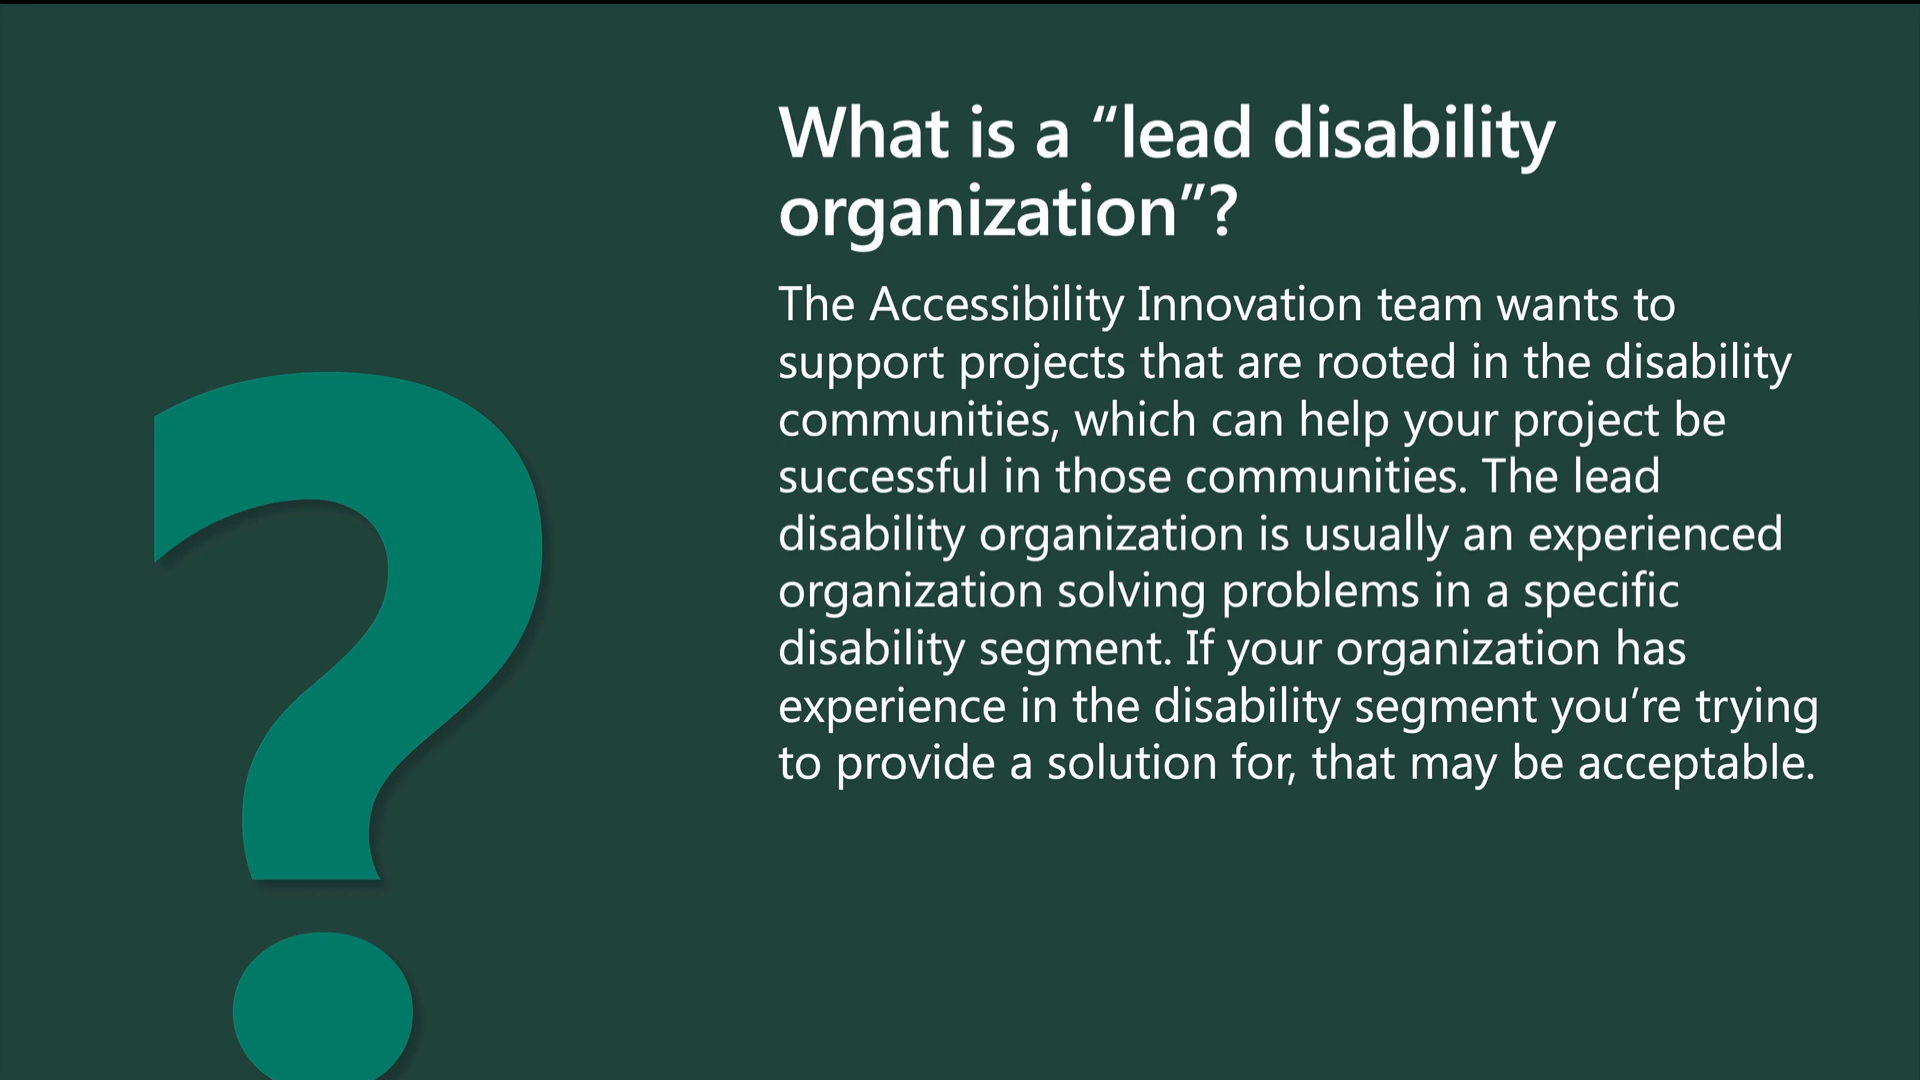 What is a “lead disability
organization”?
The Accessibility Innovation team wants to
support projects that are rooted in the disability
communities, which can help your project be
successful in those communities. The lead
disability organization is usually an experienced
organization solving problems in a specific
disability segment. If your organization has
experience in the disability segment you’re trying
to provide a solution for, that may be acceptable.
?